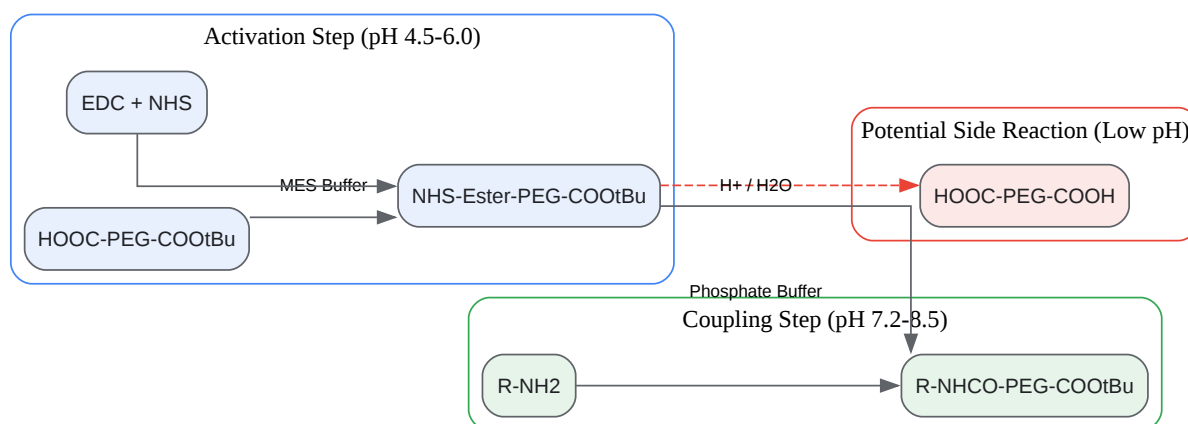 Activation Step (pH 4.5-6.0)
EDC + NHS
MES Buffer
HOOC-PEG-COOtBu
NHS-Ester-PEG-COOtBu
H+ / H2O
Potential Side Reaction (Low pH)
HOOC-PEG-COOH
Phosphate Buffer
Coupling Step (pH 7.2-8.5)
R-NH2
R-NHCO-PEG-COOtBu